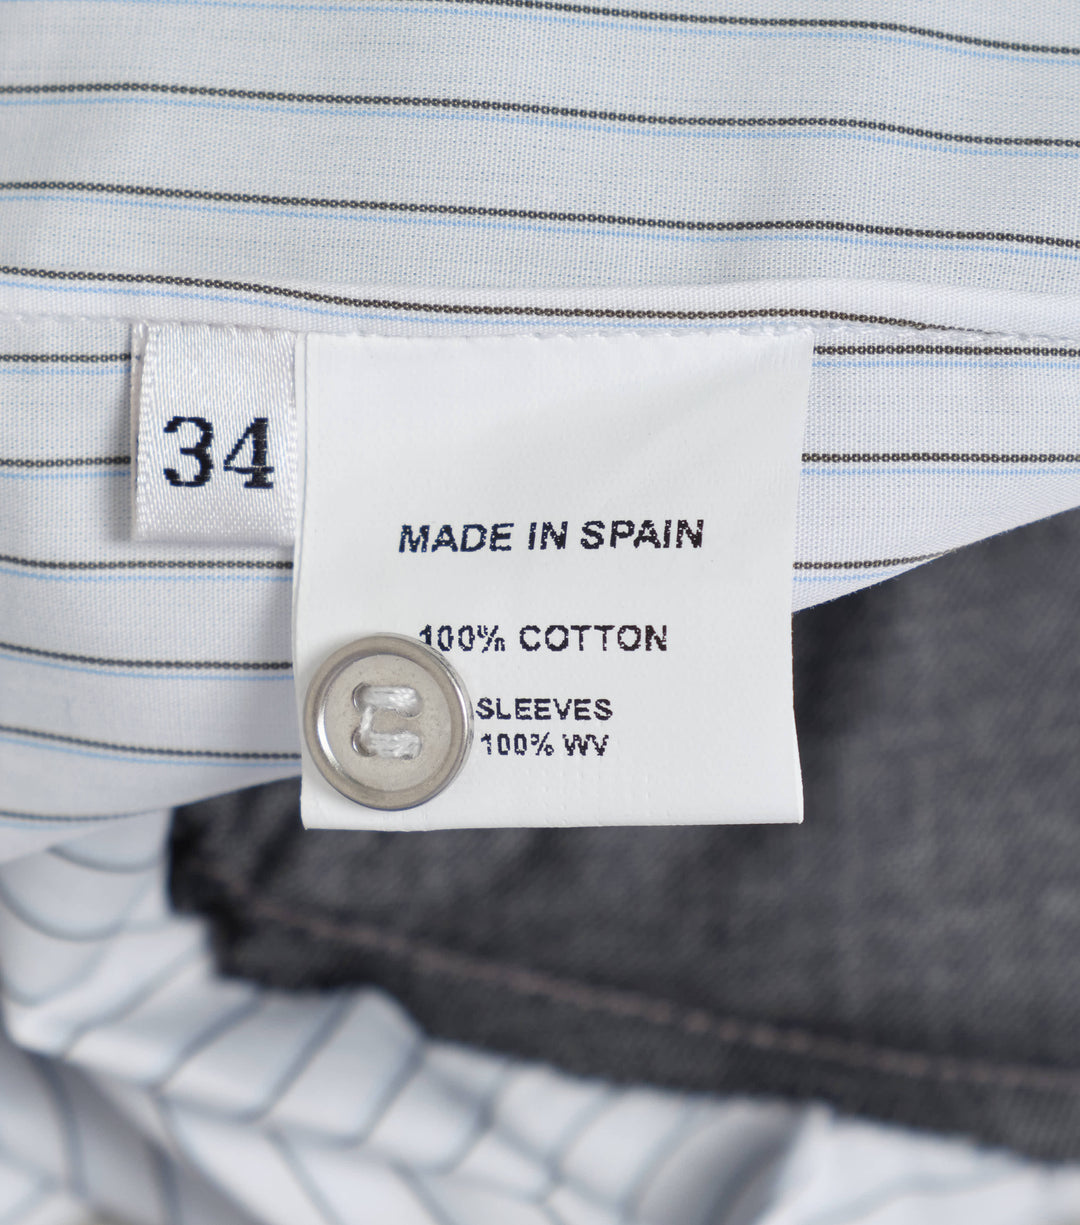 34
MADE IN SPAIN
100% COTTON
SLEEVES
100% WV